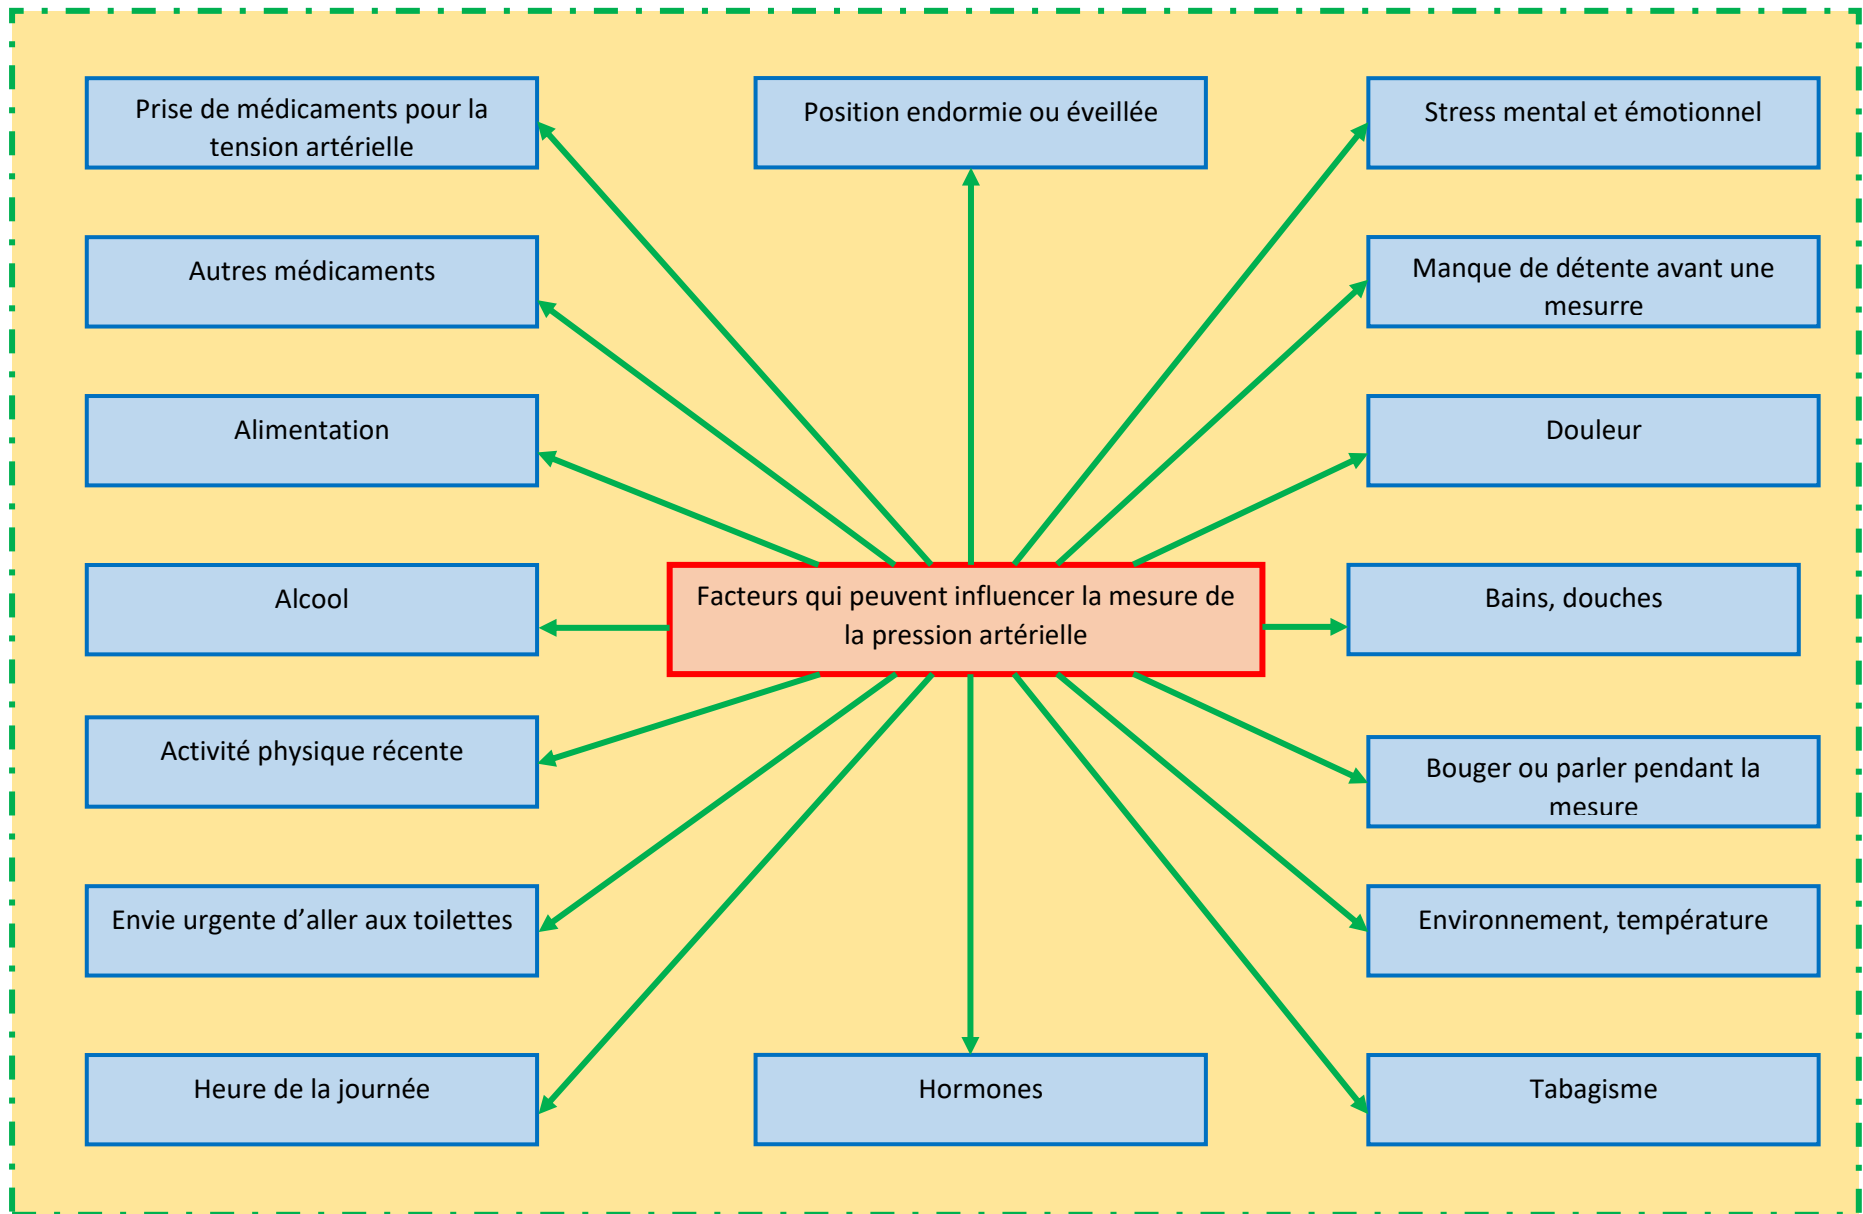 Prise de médicaments pour la
tension artérielle
Position endormie ou éveillée
Stress mental et émotionnel
Autres médicaments
Manque de détente avant une
mesurre
Alimentation
Douleur
Alcool
Facteurs qui peuvent influencer la mesure de
la pression artérielle
Bains, douches
Activité physique récente
Bouger ou parler pendant la
mesure
Envie urgente d’aller aux toilettes
Environnement, température
Heure de la journée
Hormones
Tabagisme